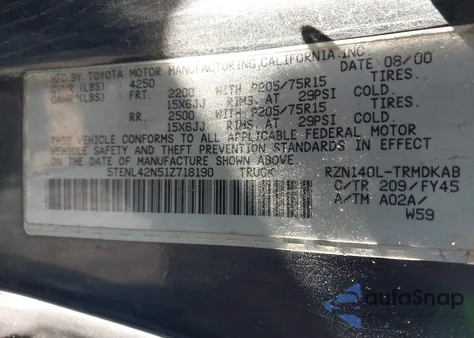 MFD.BY TOYOTA MOTOR MANUFACTURING,CALIFORNIA.INC.
DATE 08/00
GVWR(LBS) 4250
GAWR(LBS) FRT. 2200 WITH P205/75R15 TIRES.
15X6JJ RIMS. AT 29PSI COLD.
RR. 2500 WITH P205/75R15 TIRES.
15X6JJ RIMS. AT 29PSI COLD.
THIS VEHICLE CONFORMS TO ALL APPLICABLE FEDERAL MOTOR
VEHICLE SAFETY AND THEFT PREVENTION STANDARDS IN EFFECT
ON THE DATE OF MANUFACTURE SHOWN ABOVE.
5TENL42N51Z718190 TRUCK RZN140L-TRMDKAB
C/TR 209/FY45
A/TM A02A/
W59
autoSnap